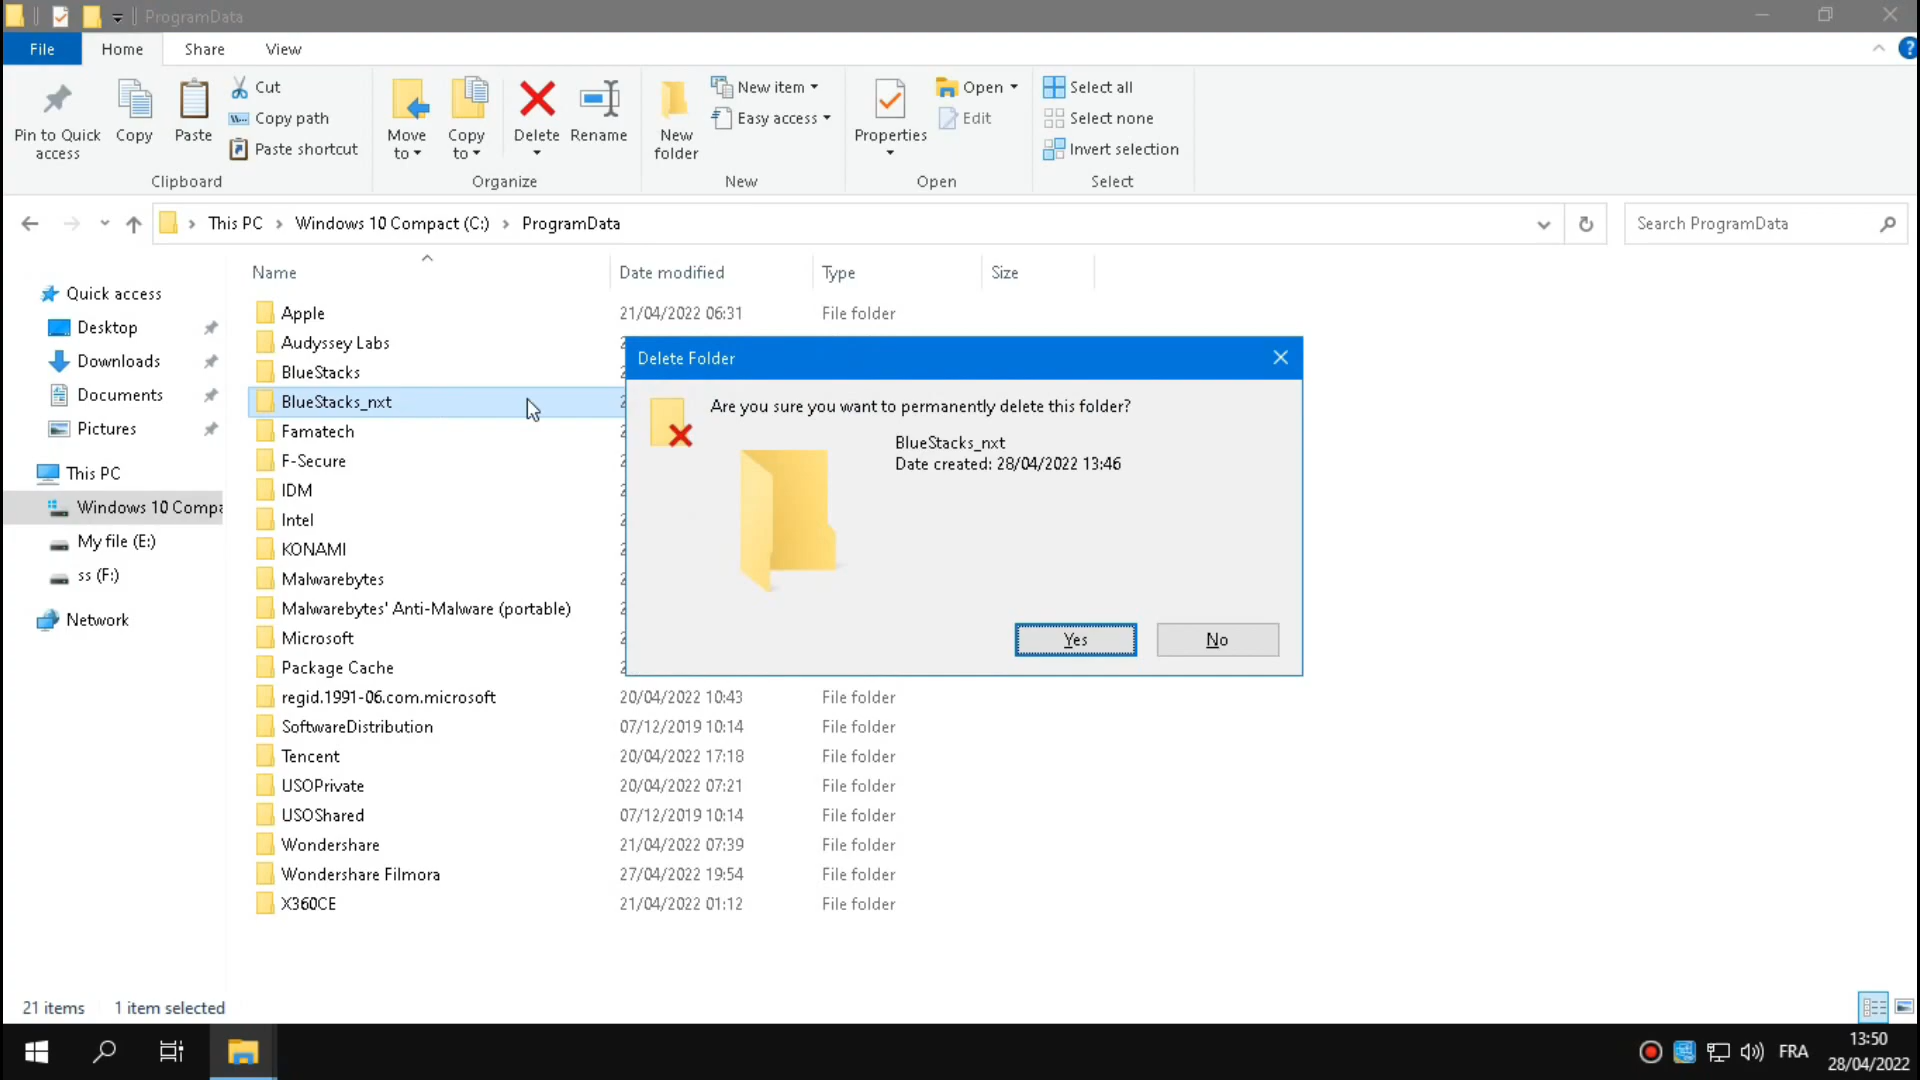 ProgramData
File Home Share View
Pin to Quick access
Copy
Paste
Cut
Copy path
Paste shortcut
Clipboard
Move to
Copy to
Delete
Rename
Organize
New folder
New item
Easy access
New
Properties
Open
Edit
Open
Select all
Select none
Invert selection
Select
This PC Windows 10 Compact (C:) ProgramData
Search ProgramData
Name Date modified Type Size
Quick access
Desktop
Downloads
Documents
Pictures
This PC
Windows 10 Compa
My file (E:)
ss (F:)
Network
Apple 21/04/2022 06:31 File folder
Audyssey Labs
BlueStacks
BlueStacks_nxt
Famatech
F-Secure
IDM
Intel
KONAMI
Malwarebytes
Malwarebytes' Anti-Malware (portable)
Microsoft
Package Cache
regid.1991-06.com.microsoft 20/04/2022 10:43 File folder
SoftwareDistribution 07/12/2019 10:14 File folder
Tencent 20/04/2022 17:18 File folder
USOPrivate 20/04/2022 07:21 File folder
USOShared 07/12/2019 10:14 File folder
Wondershare 21/04/2022 07:39 File folder
Wondershare Filmora 27/04/2022 19:54 File folder
X360CE 21/04/2022 01:12 File folder
Delete Folder
Are you sure you want to permanently delete this folder?
BlueStacks_nxt
Date created: 28/04/2022 13:46
Yes No
21 items 1 item selected
FRA
13:50
28/04/2022